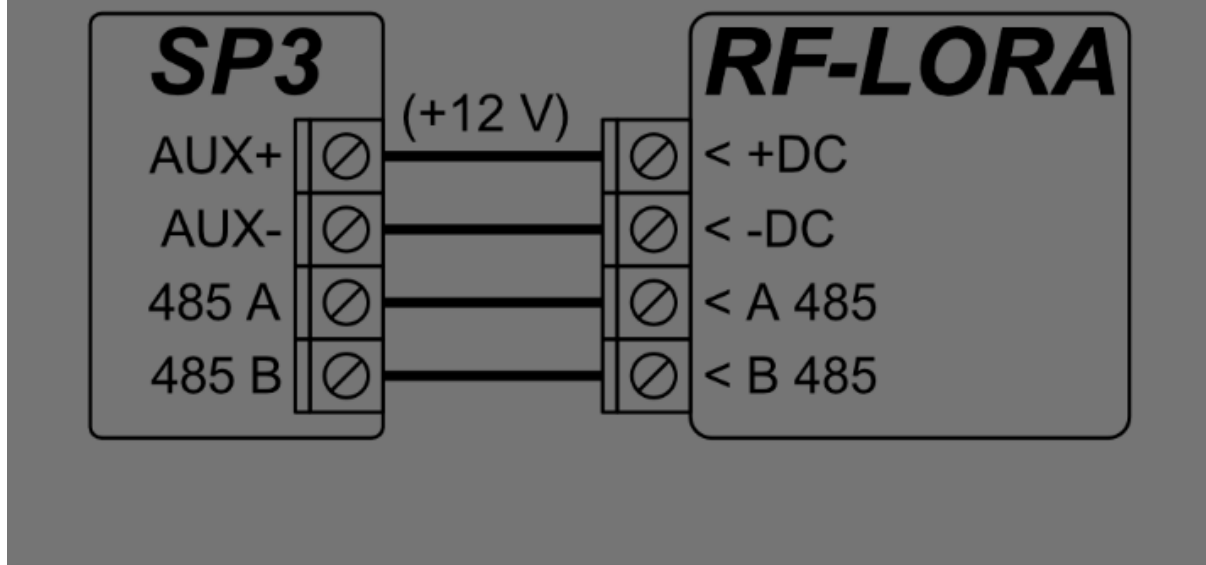 SP3
RF-LORA
(+12 V)
AUX+
< +DC
AUX-
< -DC
485 A
< A 485
485 B
< B 485